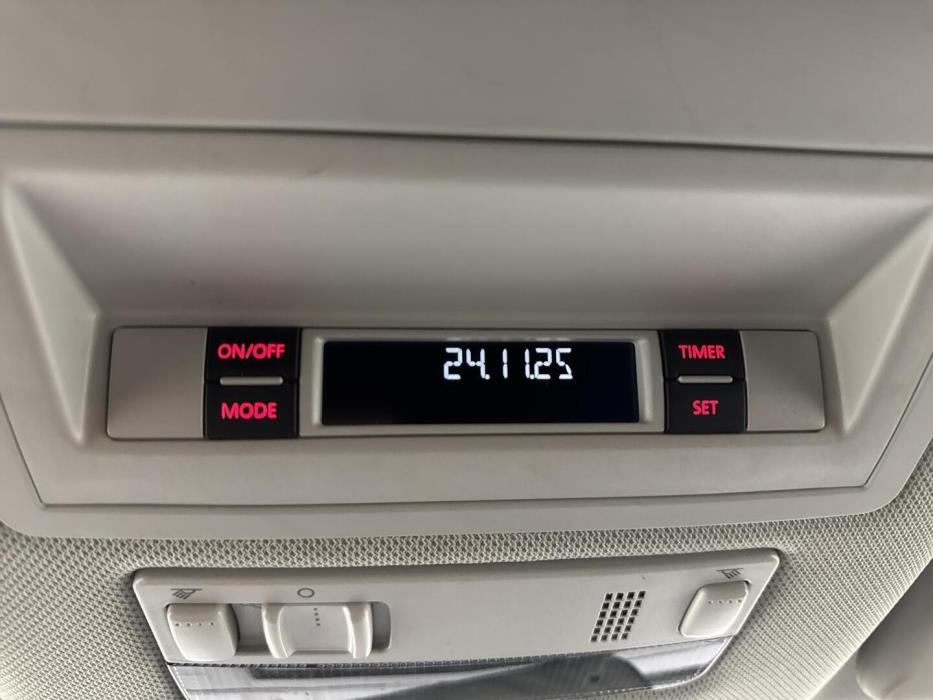 ON/OFF
24.11.25
TIMER
MODE
SET